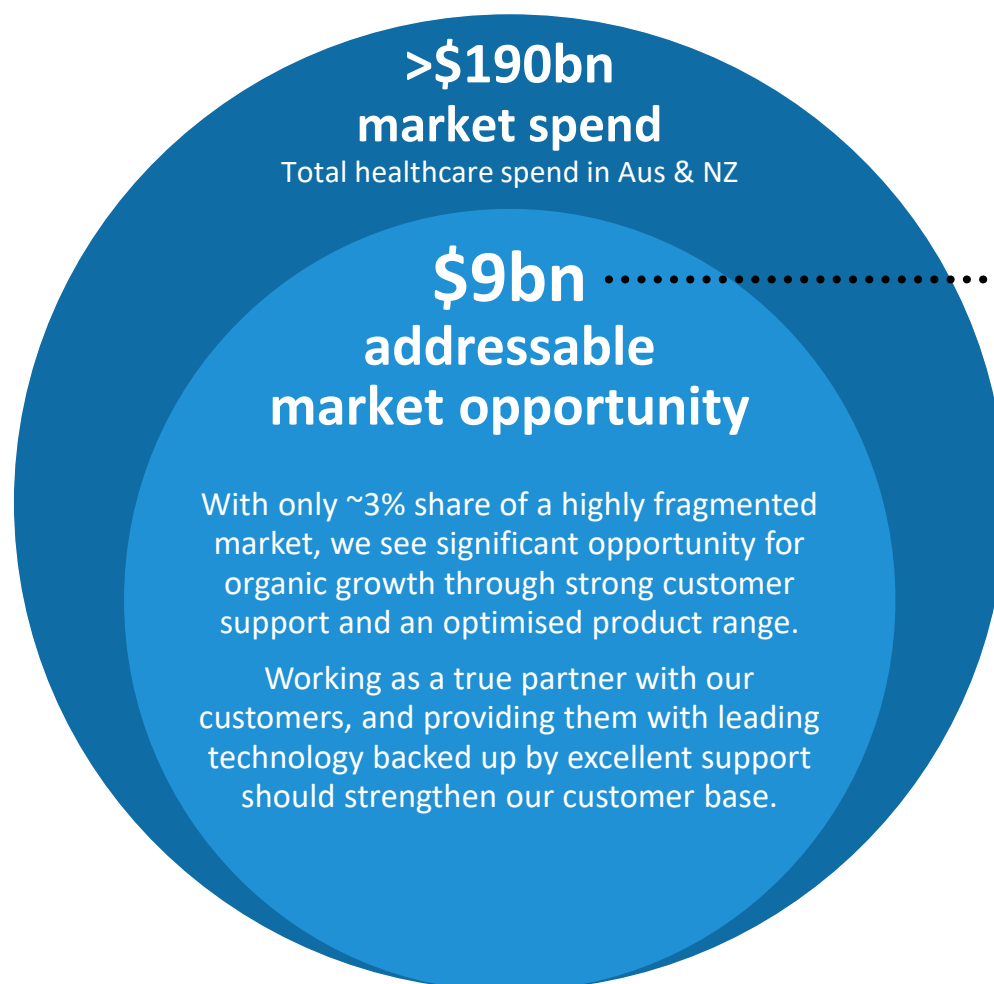 >$190bn
market spend
Total healthcare spend in Aus & NZ
$9bn
addressable
market opportunity
With only ~3% share of a highly fragmented
market, we see significant opportunity for
organic growth through strong customer
support and an optimised product range.
Working as a true partner with our
customers, and providing them with leading
technology backed up by excellent support
should strengthen our customer base.